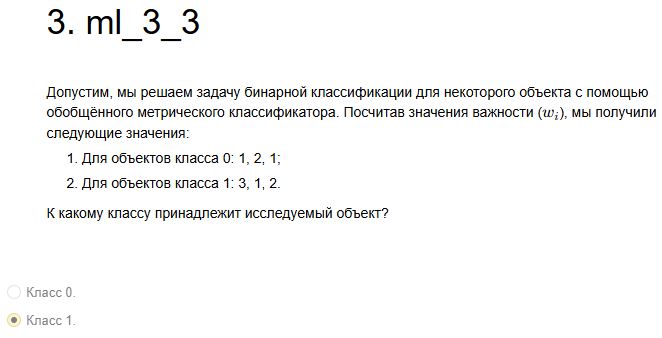 3. ml_3_3
Допустим, мы решаем задачу бинарной классификации для некоторого объекта с помощью
обобщённого метрического классификатора. Посчитав значения важности (wᵢ), мы получили
следующие значения:
1. Для объектов класса 0: 1, 2, 1;
2. Для объектов класса 1: 3, 1, 2.
К какому классу принадлежит исследуемый объект?
Класс 0.
Класс 1.